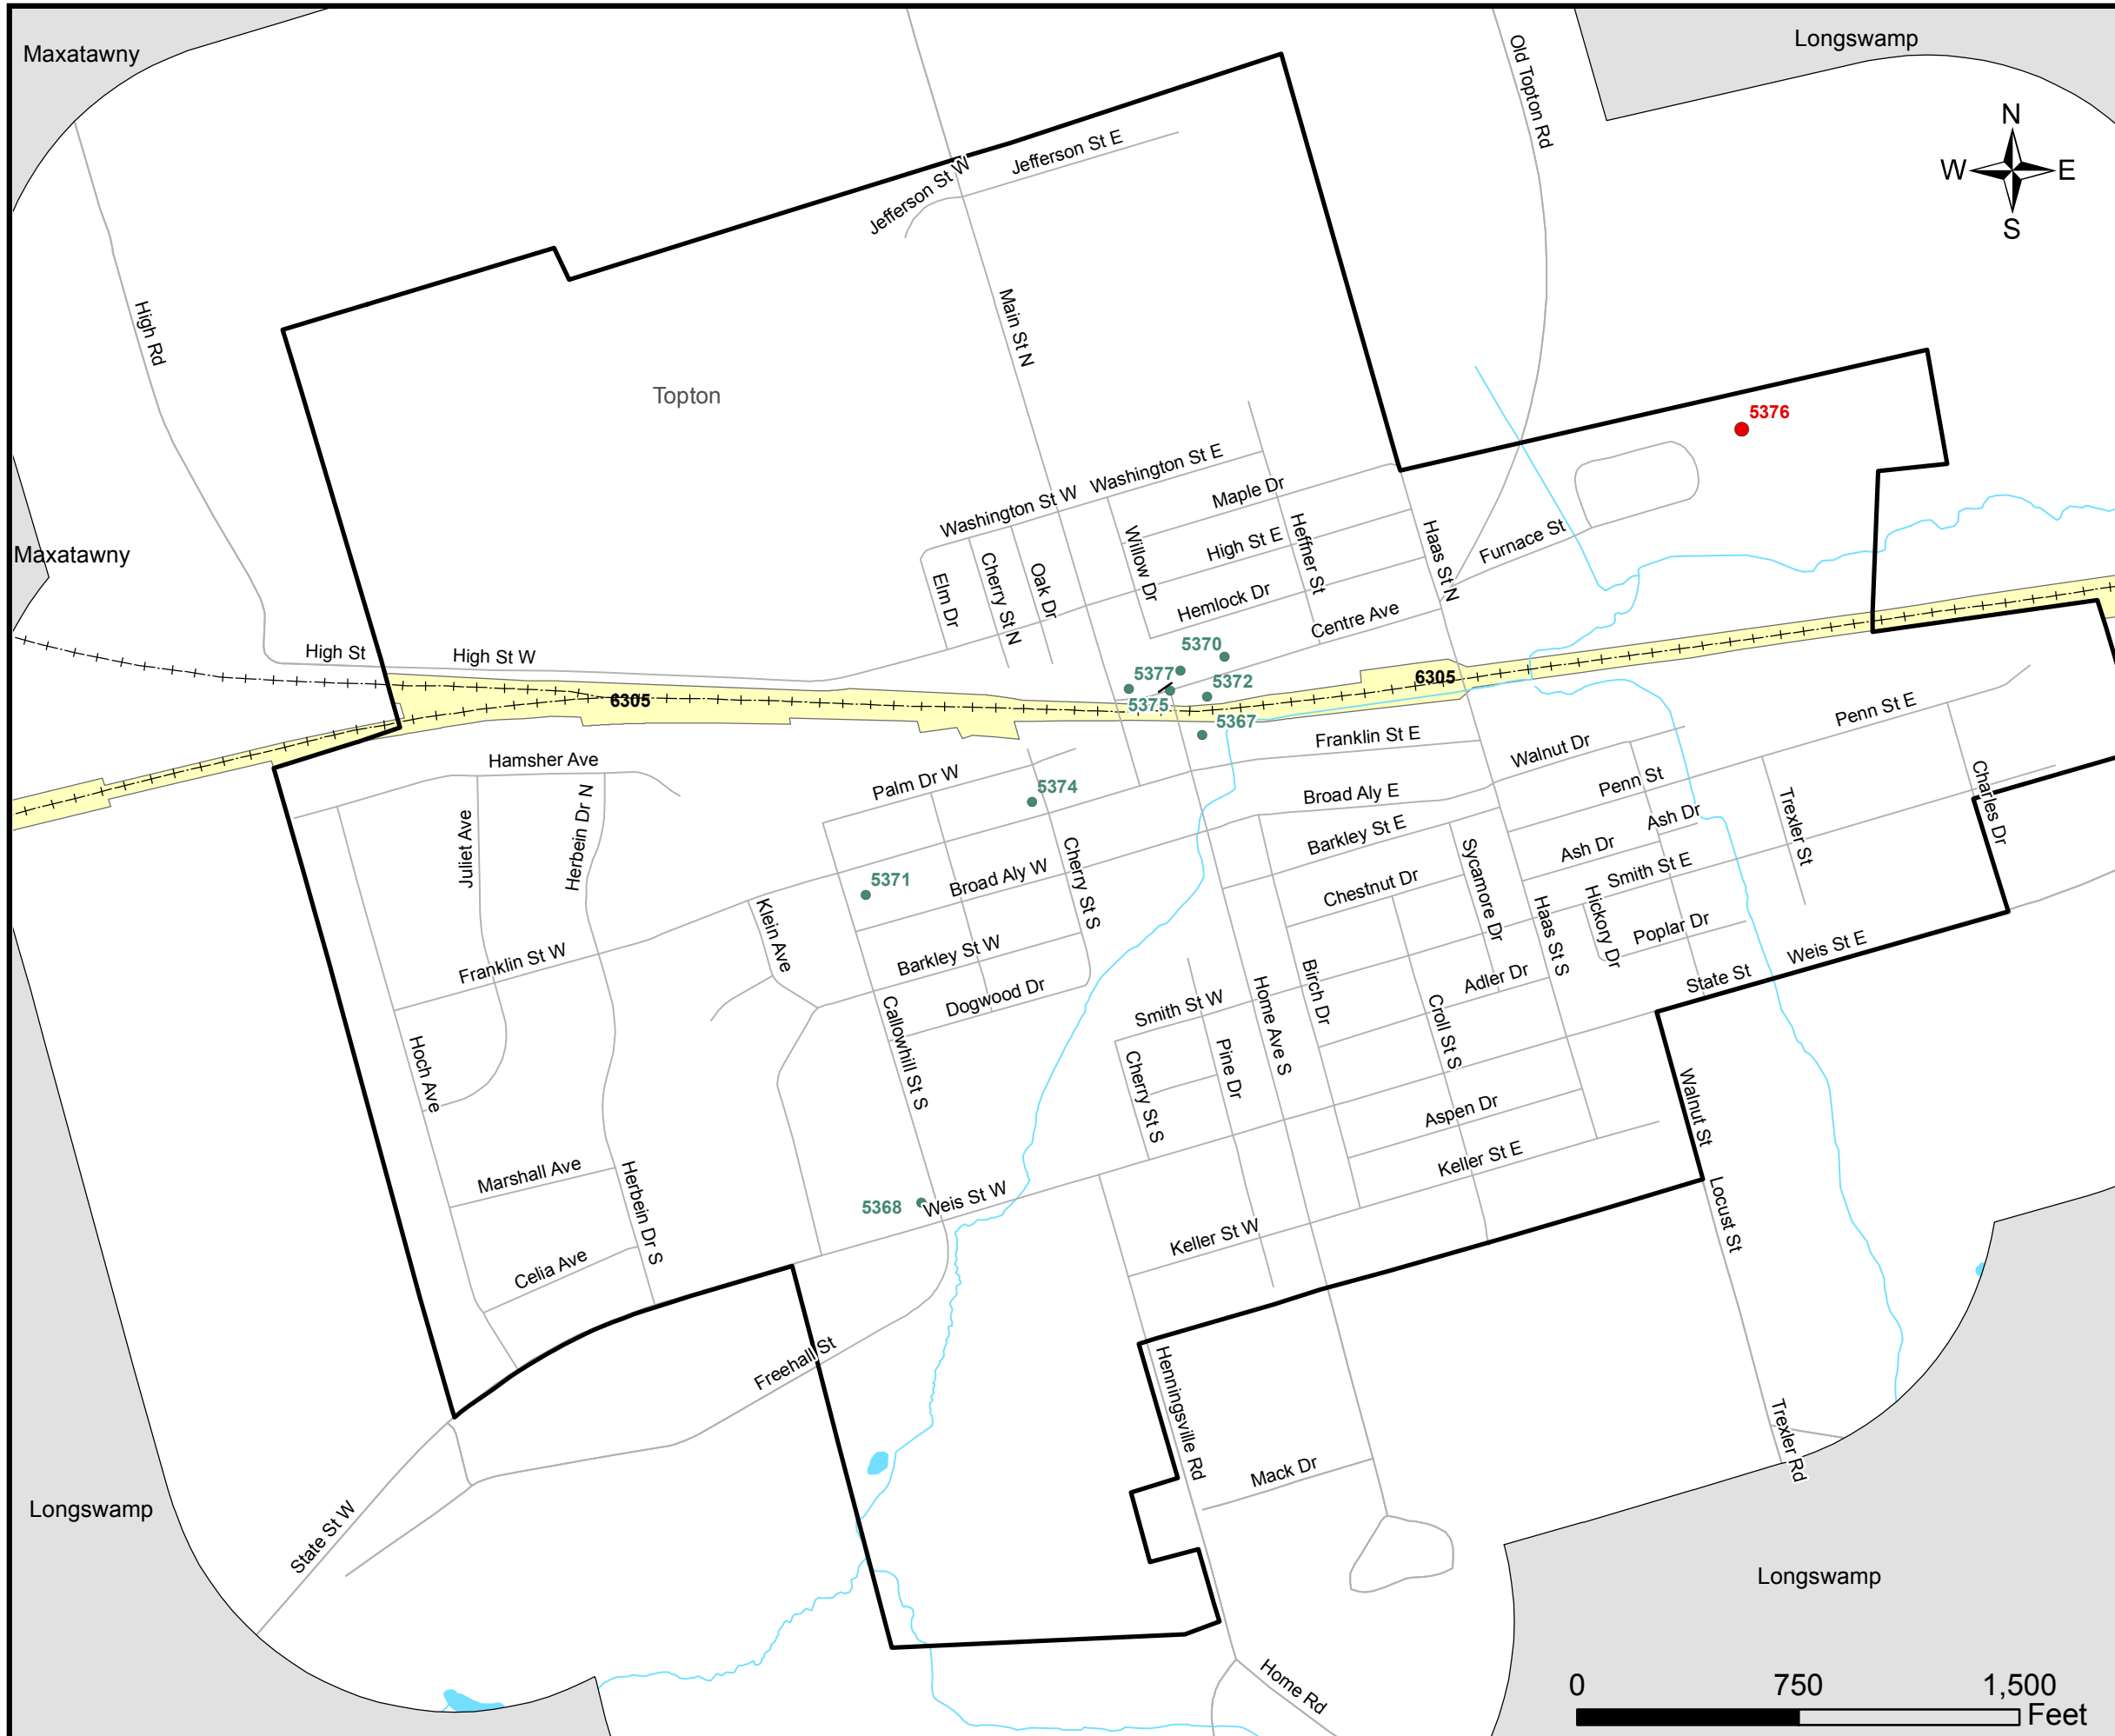 Maxatawny
Longswamp
Old Topton Rd
N
W
E
S
Jefferson St E
Jefferson St W
High Rd
Main St N
Topton
5376
Washington St E
Washington St W
Maple Dr
High St E
Heffner St
Willow Dr
Haas St N
Furnace St
Maxatawny
Elm Dr
Cherry St N
Oak Dr
Hemlock Dr
Centre Ave
High St
High St W
5370
5377
5372
5375
5367
6305
6305
Franklin St E
Penn St E
Walnut Dr
Hamsher Ave
Palm Dr W
5374
Broad Aly E
Penn St
Charles Dr
Juliet Ave
Herbein Dr N
Cherry St S
Barkley St E
Ash Dr
Ash Dr
Trexler St
5371
Broad Aly W
Chestnut Dr
Sycamore Dr
Smith St E
Klein Ave
Hickory Dr
Poplar Dr
Haas St S
Franklin St W
Barkley St W
Weis St E
Dogwood Dr
Birch Dr
Adler Dr
State St
Smith St W
Home Ave S
Croll St S
Callowhill St S
Hoch Ave
Pine Dr
Cherry St S
Aspen Dr
Walnut St
Marshall Ave
Herbein Dr S
Keller St E
5368
Weis St W
Locust St
Keller St W
Celia Ave
Freehall St
Henningsville Rd
Mack Dr
Trexler Rd
Longswamp
State St W
Longswamp
Home Rd
0 750 1,500
Feet